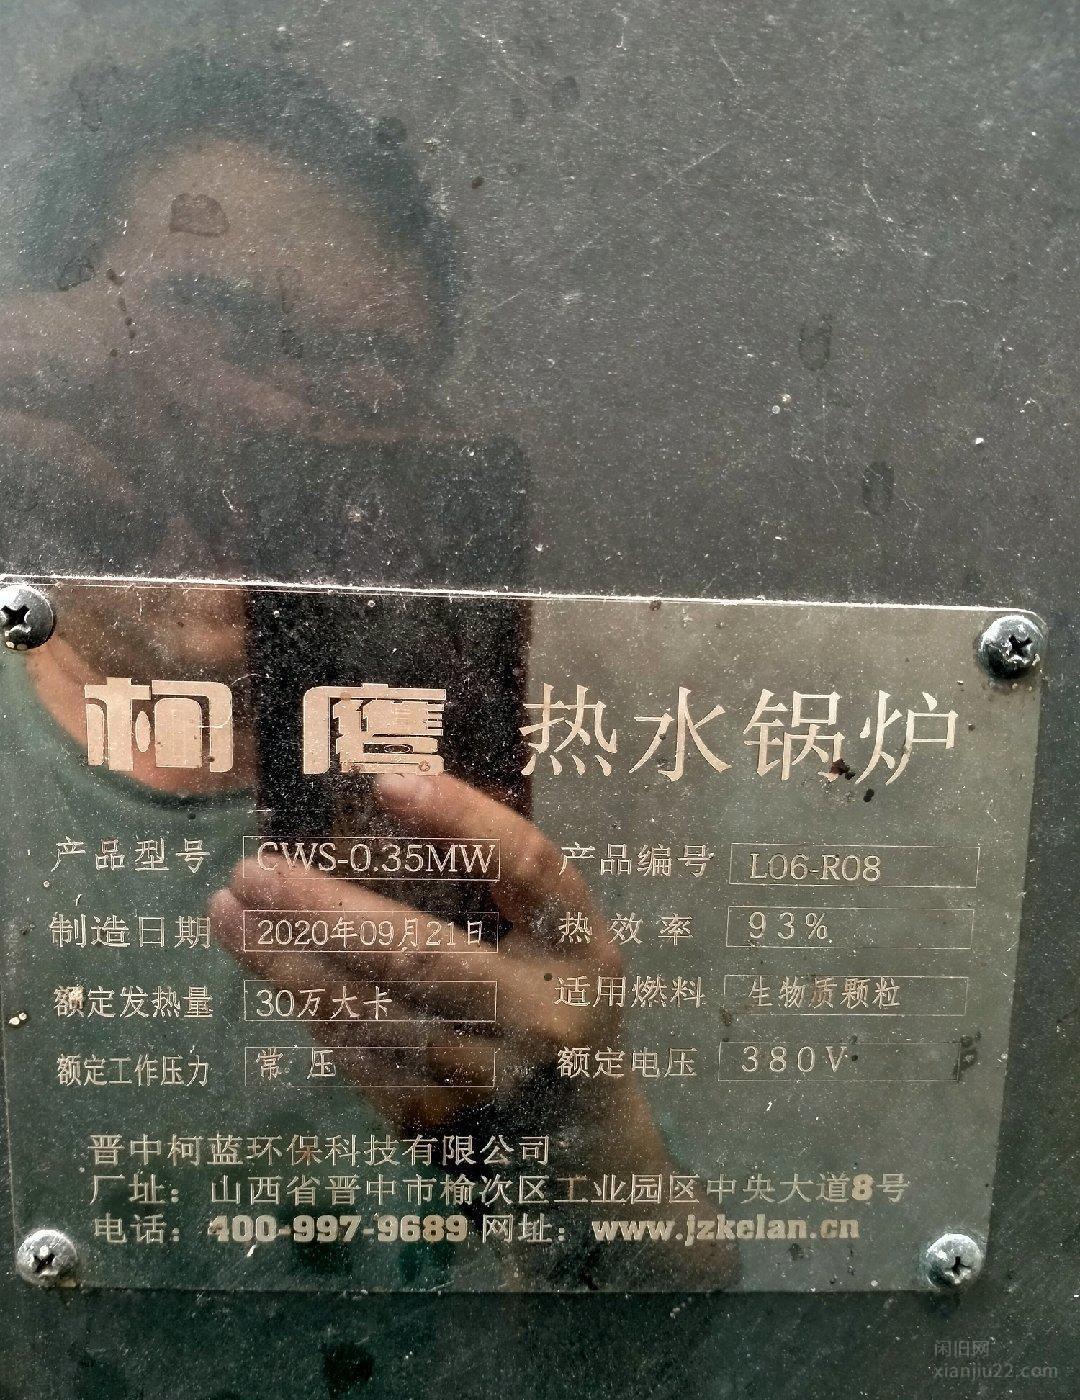 柯鹰 热水锅炉
产品型号 CWS-0.35MW 产品编号 L06-R08
制造日期 2020年09月21日 热效率 93%
额定发热量 30万大卡 适用燃料 生物质颗粒
额定工作压力 常压 额定电压 380V
晋中柯蓝环保科技有限公司
厂址：山西省晋中市榆次区工业园区中央大道8号
电话：400-997-9689 网址：www.jzkelan.cn
闲旧网
xianjiu22.com